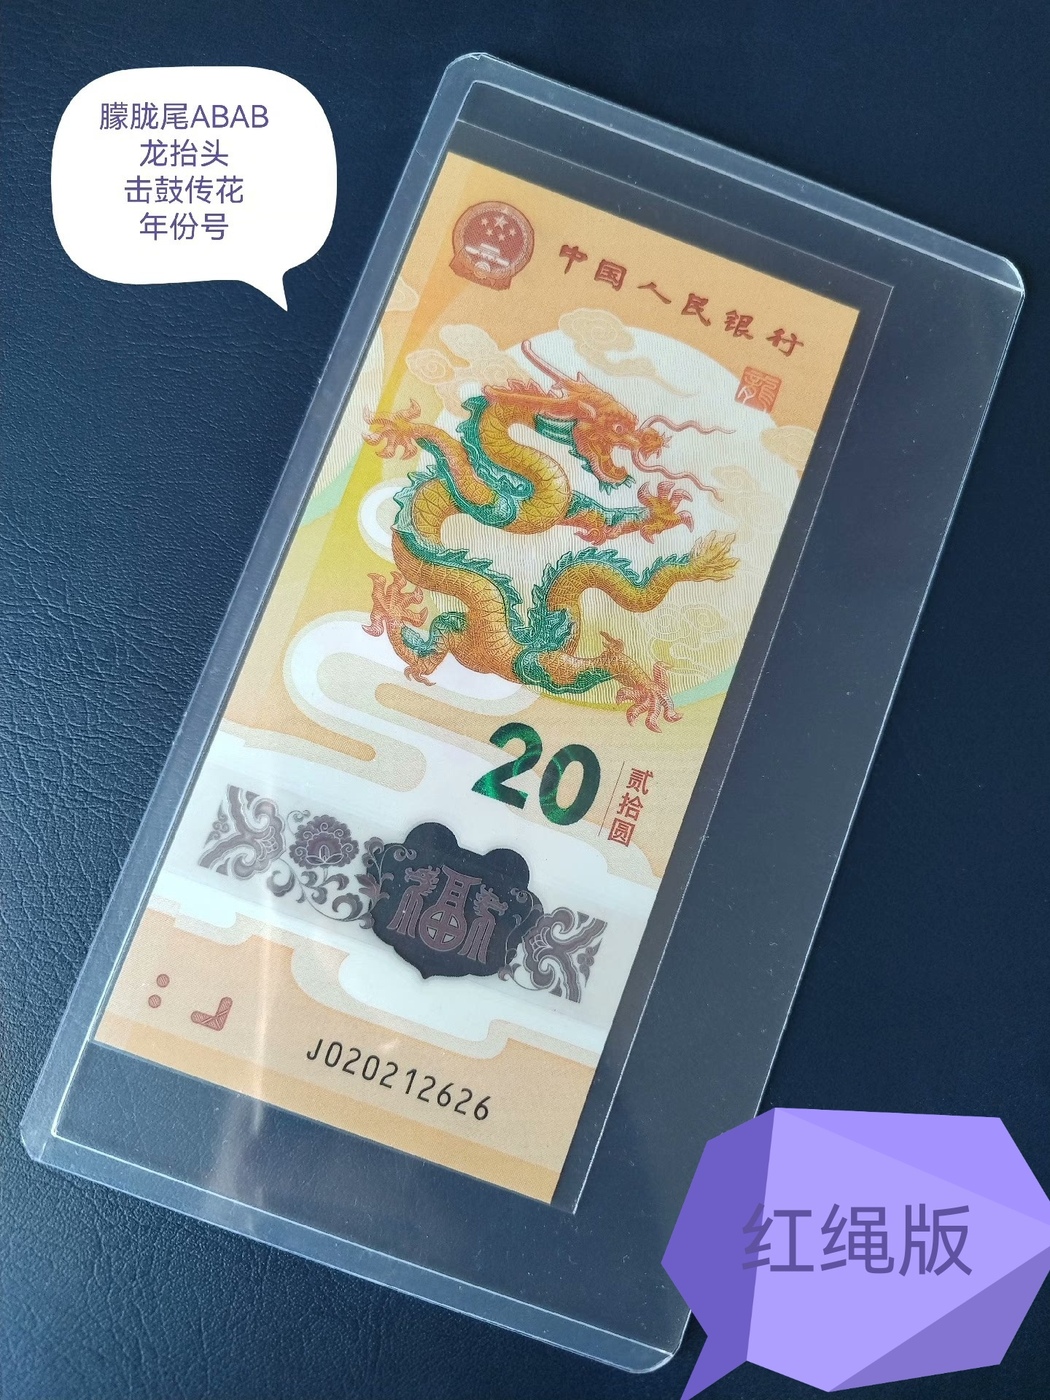 朦胧尾ABAB
龙抬头
击鼓传花
年份号
中国人民银行
龍
20
贰拾圆
福
J020212626
红绳版